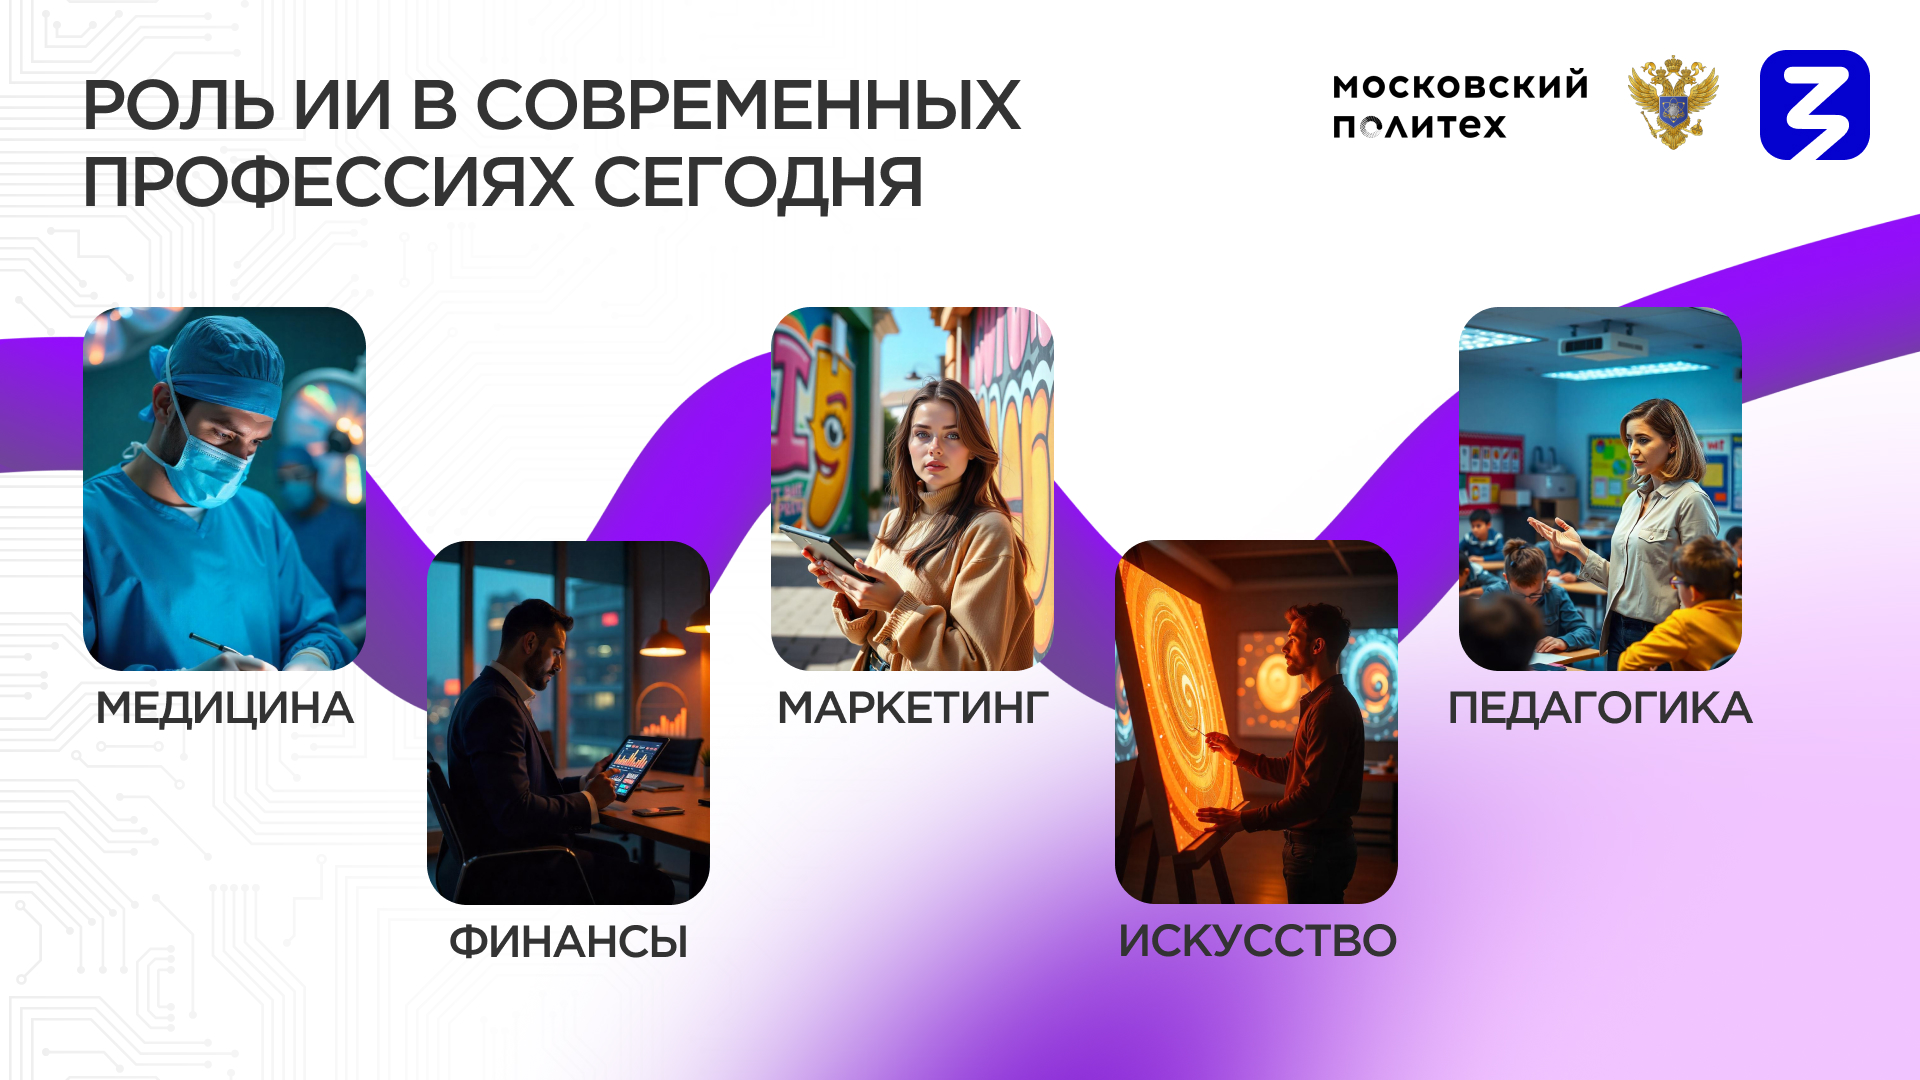 РОЛЬ ИИ В СОВРЕМЕННЫХ
ПРОФЕССИЯХ СЕГОДНЯ
МОСКОВСКИЙ
ПОЛИТЕХ
МЕДИЦИНА
ФИНАНСЫ
МАРКЕТИНГ
ИСКУССТВО
ПЕДАГОГИКА